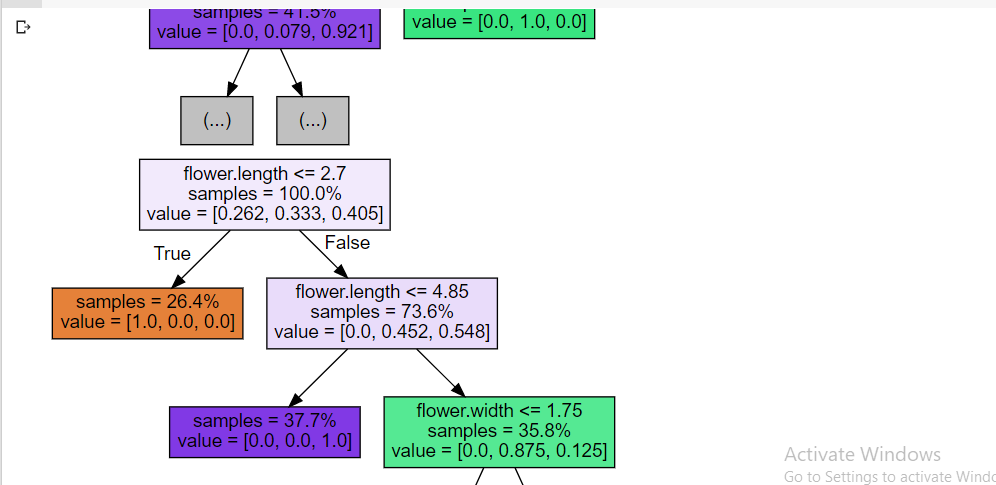 samples = 41.5%
value = [0.0, 0.079, 0.921]
value = [0.0, 1.0, 0.0]
(...)
(...)
flower.length <= 2.7
samples = 100.0%
value = [0.262, 0.333, 0.405]
True
False
samples = 26.4%
value = [1.0, 0.0, 0.0]
flower.length <= 4.85
samples = 73.6%
value = [0.0, 0.452, 0.548]
samples = 37.7%
value = [0.0, 0.0, 1.0]
flower.width <= 1.75
samples = 35.8%
value = [0.0, 0.875, 0.125]
Activate Windows
Go to Settings to activate Windo